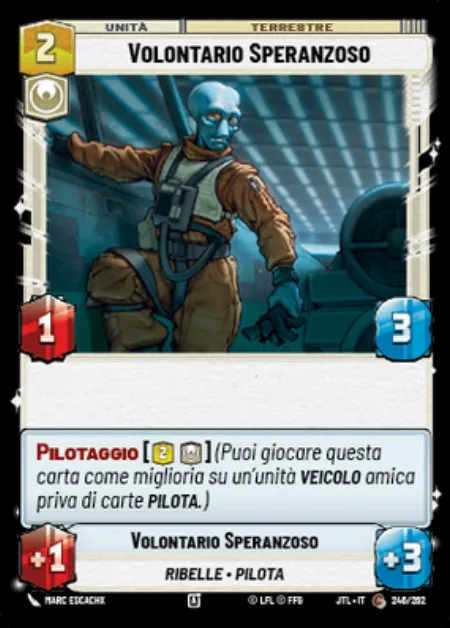 UNITÀ TERRESTRE
2 VOLONTARIO SPERANZOSO
1 3
PILOTAGGIO [2 ] (Puoi giocare questa
carta come miglioria su un'unità VEICOLO amica
priva di carte PILOTA.)
VOLONTARIO SPERANZOSO
+1 +3
RIBELLE • PILOTA
MARC ESCACHX A © LFL © FFG JTL • IT C 246/262